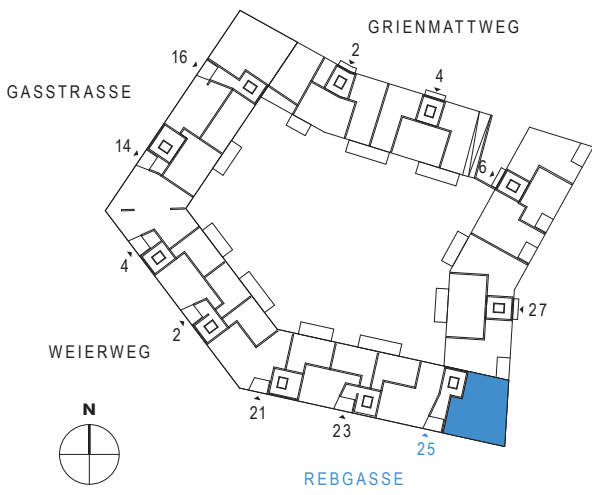 GRIENMATTWEG
16
2
4
GASSTRASSE
14
6
4
27
2
WEIERWEG
N
21
23
25
REBGASSE